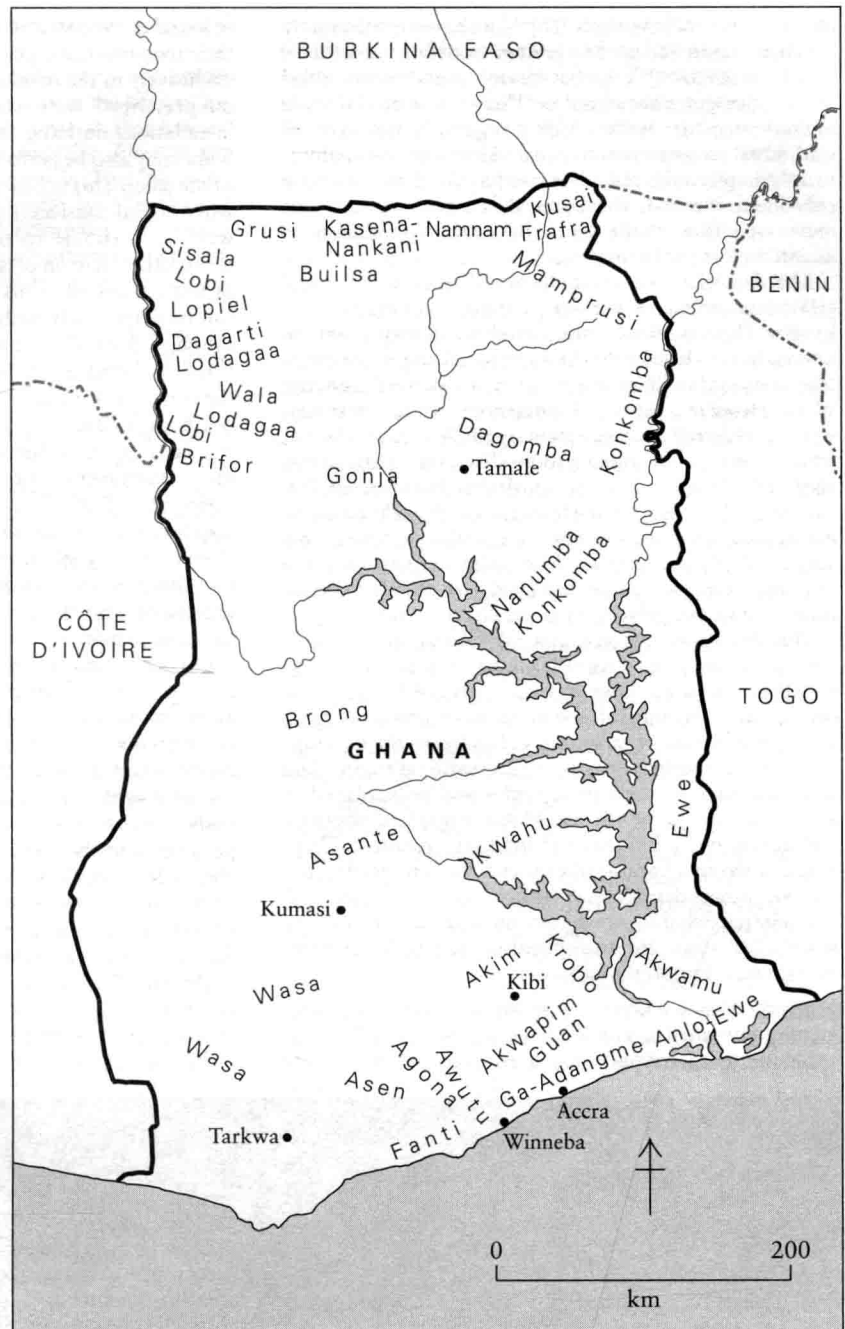 BURKINA FASO
BENIN
CÔTE
D'IVOIRE
TOGO
GHANA
Grusi
Kasena-
Nankani
Namnam
Kusai
Frafra
Sisala
Builsa
Mamprusi
Lobi
Lopiel
Dagarti
Lodagaa
Wala
Lodagaa
Lobi
Brifor
Konkomba
Dagomba
Tamale
Gonja
Nanumba
Konkomba
Brong
Ewe
Kwahu
Asante
Kumasi
Wasa
Akim
Krobo
Akwamu
Kibi
Akwapim
Guan
Wasa
Asen
Agona
Awutu
Ga-Adangme
Anlo-Ewe
Accra
Fanti
Winneba
Tarkwa
0 200
km